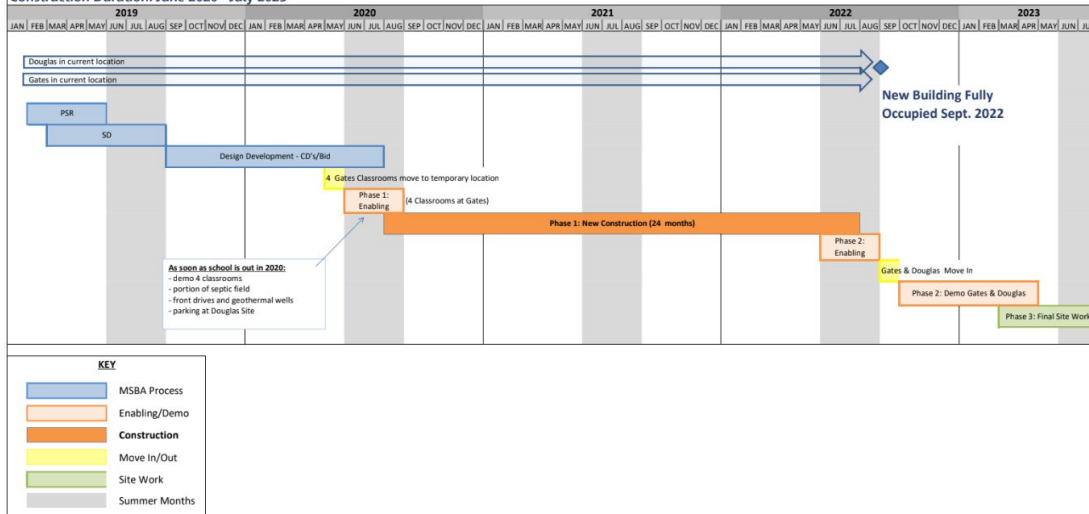 Construction Duration: June 2020 - July 2023
2019 2020 2021 2022 2023
JAN FEB MAR APR MAY JUN JUL AUG SEP OCT NOV DEC JAN FEB MAR APR MAY JUN JUL AUG SEP OCT NOV DEC JAN FEB MAR APR MAY JUN JUL AUG SEP OCT NOV DEC JAN FEB MAR APR MAY JUN JUL AUG SEP OCT NOV DEC JAN FEB MAR APR MAY JUN
Douglas in current location
Gates in current location
New Building Fully
Occupied Sept. 2022
PSR
SD
Design Development - CD's/Bid
4 Gates Classrooms move to temporary location
Phase 1:
Enabling
(4 Classrooms at Gates)
Phase 1: New Construction (24 months)
Phase 2:
Enabling
As soon as school is out in 2020:
- demo 4 classrooms
- portion of septic field
- front drives and geothermal wells
- parking at Douglas Site
Gates & Douglas Move In
Phase 2: Demo Gates & Douglas
Phase 3: Final Site Work
KEY
MSBA Process
Enabling/Demo
Construction
Move In/Out
Site Work
Summer Months